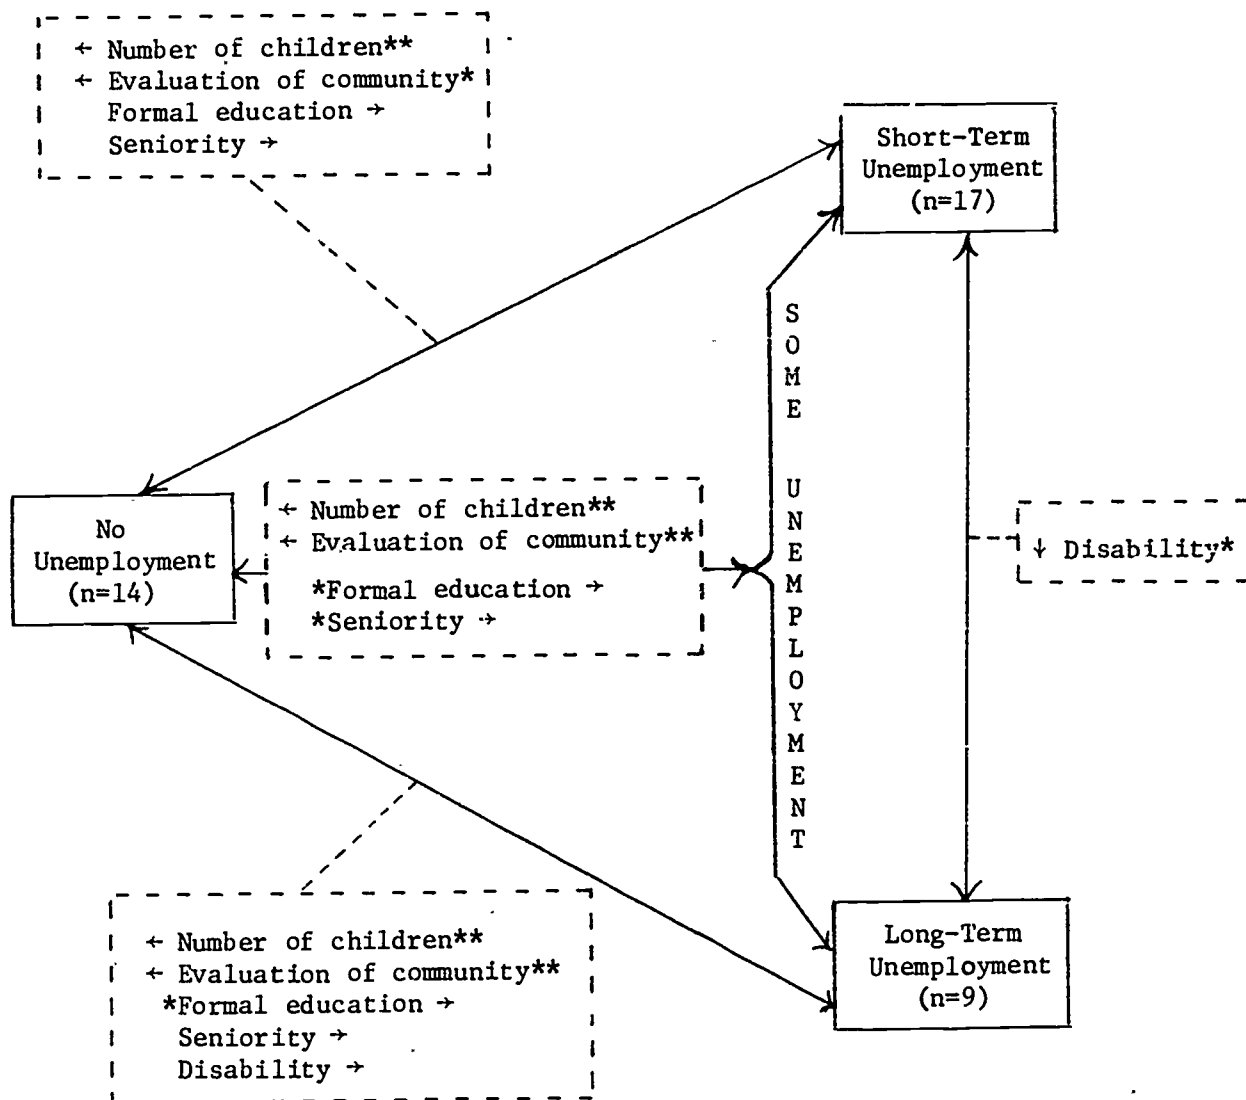 ← Number of children**
← Evaluation of community*
Formal education →
Seniority →
Short-Term
Unemployment
(n=17)
SOME UNEMPLOYMENT
No
Unemployment
(n=14)
← Number of children**
← Evaluation of community**
*Formal education →
*Seniority →
↓ Disability*
← Number of children**
← Evaluation of community**
*Formal education →
Seniority →
Disability →
Long-Term
Unemployment
(n=9)